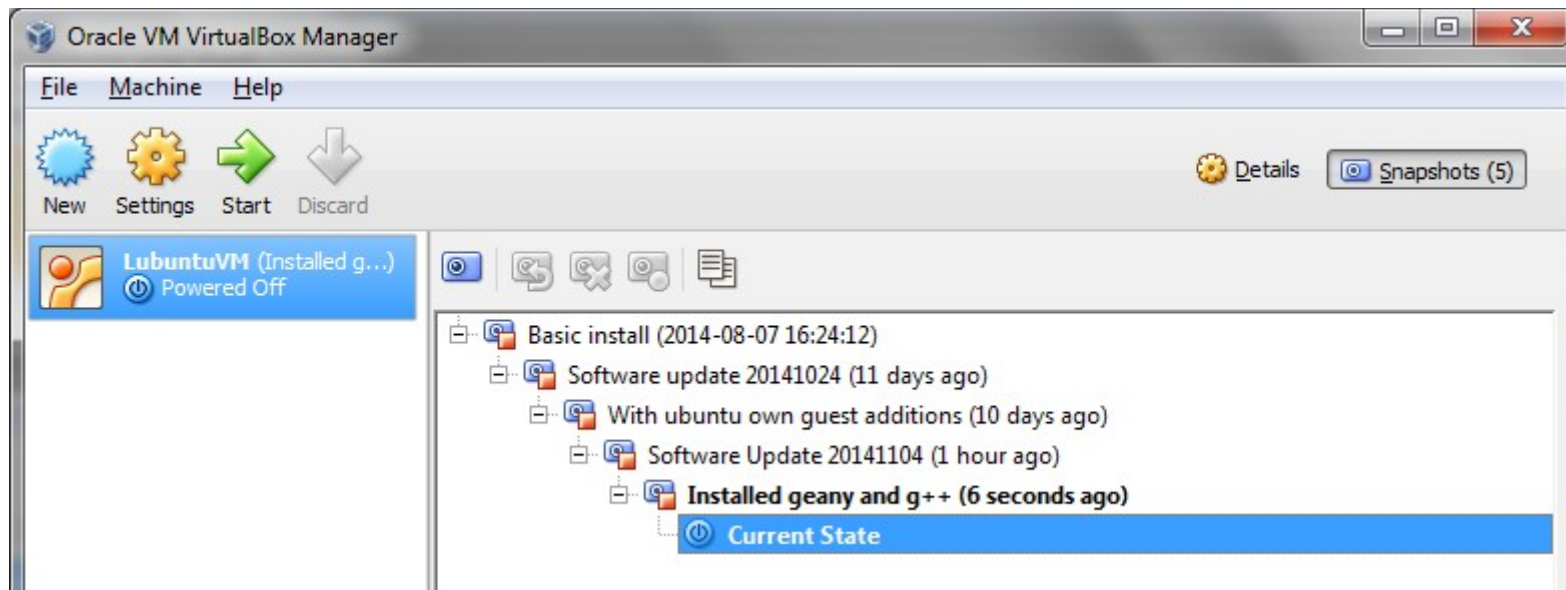 Oracle VM VirtualBox Manager
File Machine Help
New Settings Start Discard
Details Snapshots (5)
LubuntuVM (Installed g...)
Powered Off
Basic install (2014-08-07 16:24:12)
Software update 20141024 (11 days ago)
With ubuntu own guest additions (10 days ago)
Software Update 20141104 (1 hour ago)
Installed geany and g++ (6 seconds ago)
Current State